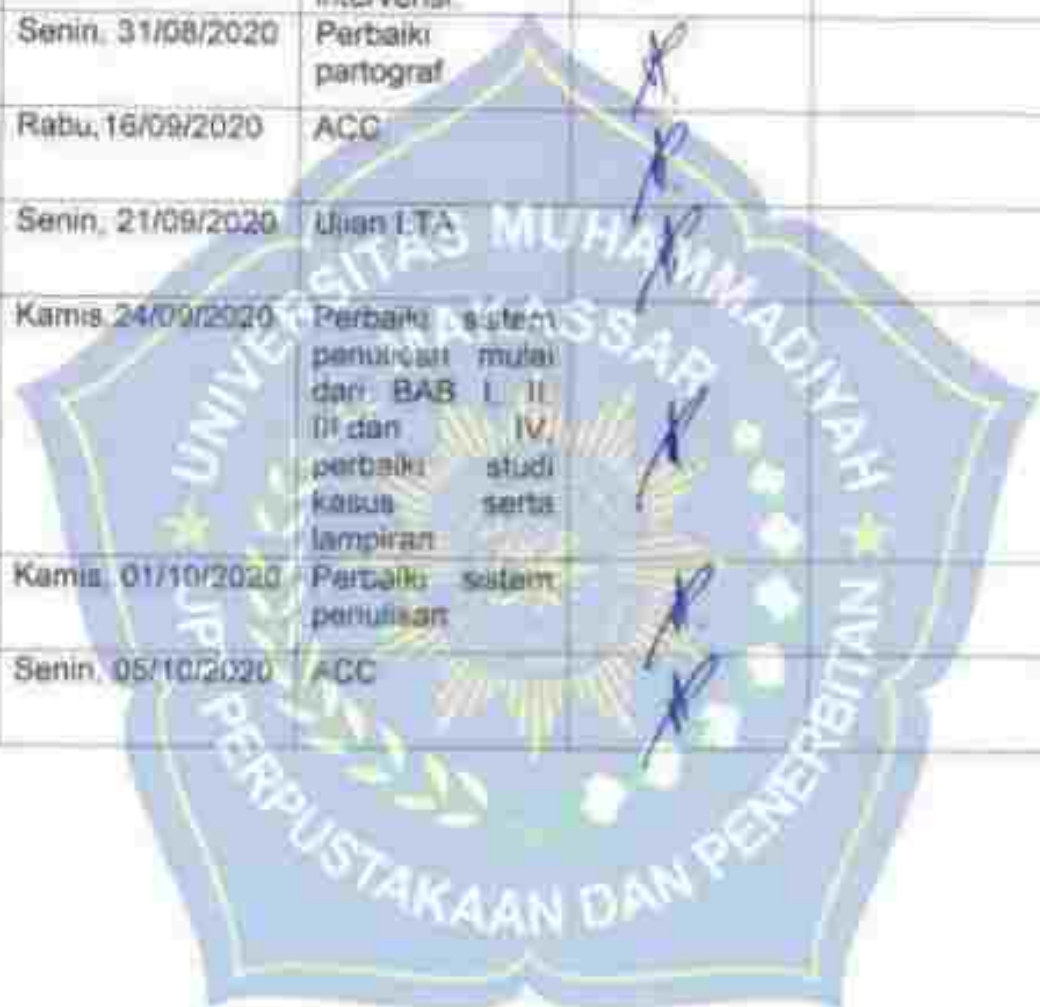 intervensi.
Senin, 31/08/2020 Perbaiki
partograf
Rabu, 16/09/2020 ACC
Senin, 21/09/2020 Ujian LTA
Kamis 24/09/2020 Perbaiki sistem
penulisan mulai
dari BAB I, II,
III dan IV,
perbaiki studi
kasus serta
lampiran
Kamis, 01/10/2020 Perbaiki sistem
penulisan
Senin, 05/10/2020 ACC
UNIVERSITAS MUHAMMADIYAH
MAKASSAR
UPT PERPUSTAKAAN DAN PENERBITAN